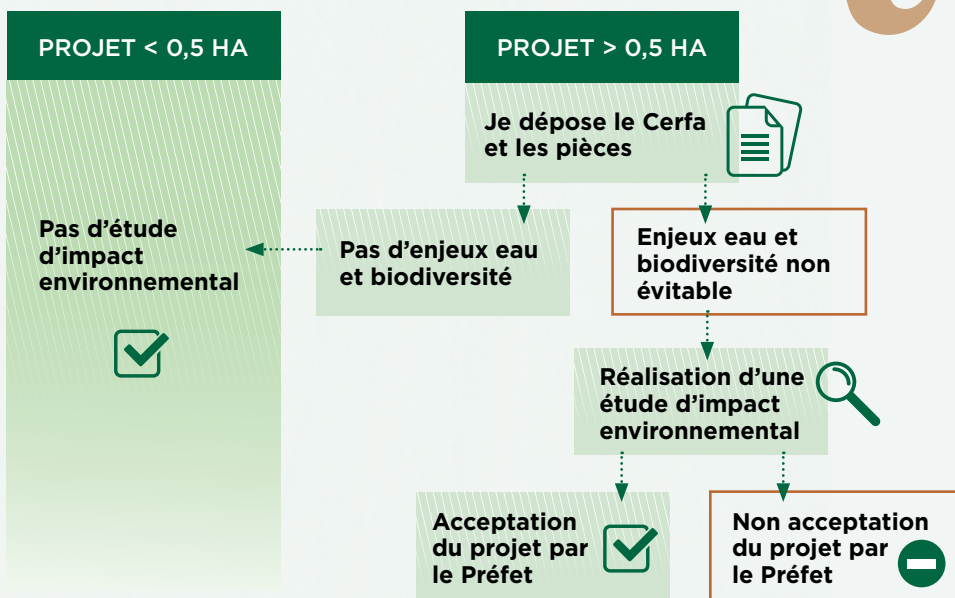 PROJET < 0,5 HA
PROJET > 0,5 HA
Je dépose le Cerfa
et les pièces
Pas d'étude
d'impact
environnemental
Pas d'enjeux eau
et biodiversité
Enjeux eau et
biodiversité non
évitable
Réalisation d'une
étude d'impact
environnemental
Acceptation
du projet par
le Préfet
Non acceptation
du projet par
le Préfet